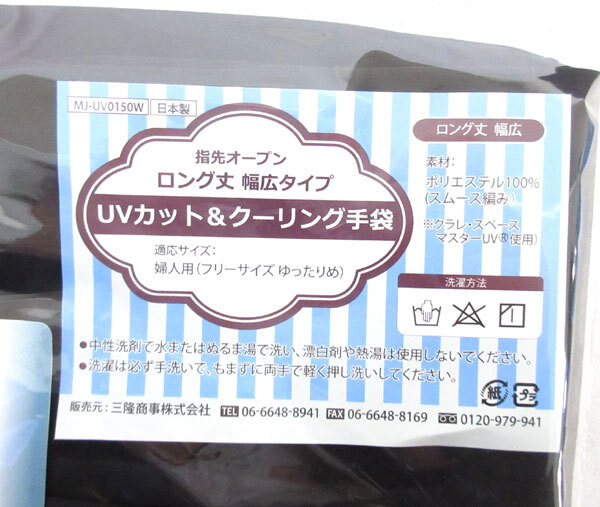 MJ-UV0150W 日本製
指先オープン
ロング丈 幅広タイプ
UVカット&クーリング手袋
適応サイズ:
婦人用(フリーサイズ ゆったりめ)
ロング丈 幅広
素材:
ポリエステル100%
(スムース編み)
※クラレ・スペース
マスターUV®使用)
洗濯方法
●中性洗剤で水またはぬるま湯で洗い、漂白剤や熱湯は使用しないでください。
●洗濯は必ず手洗いで、もまずに両手で軽く押し洗いしてください。
紙 プラ
販売元:三隆商事株式会社 TEL 06-6648-8941 FAX 06-6648-8169 0120-979-941